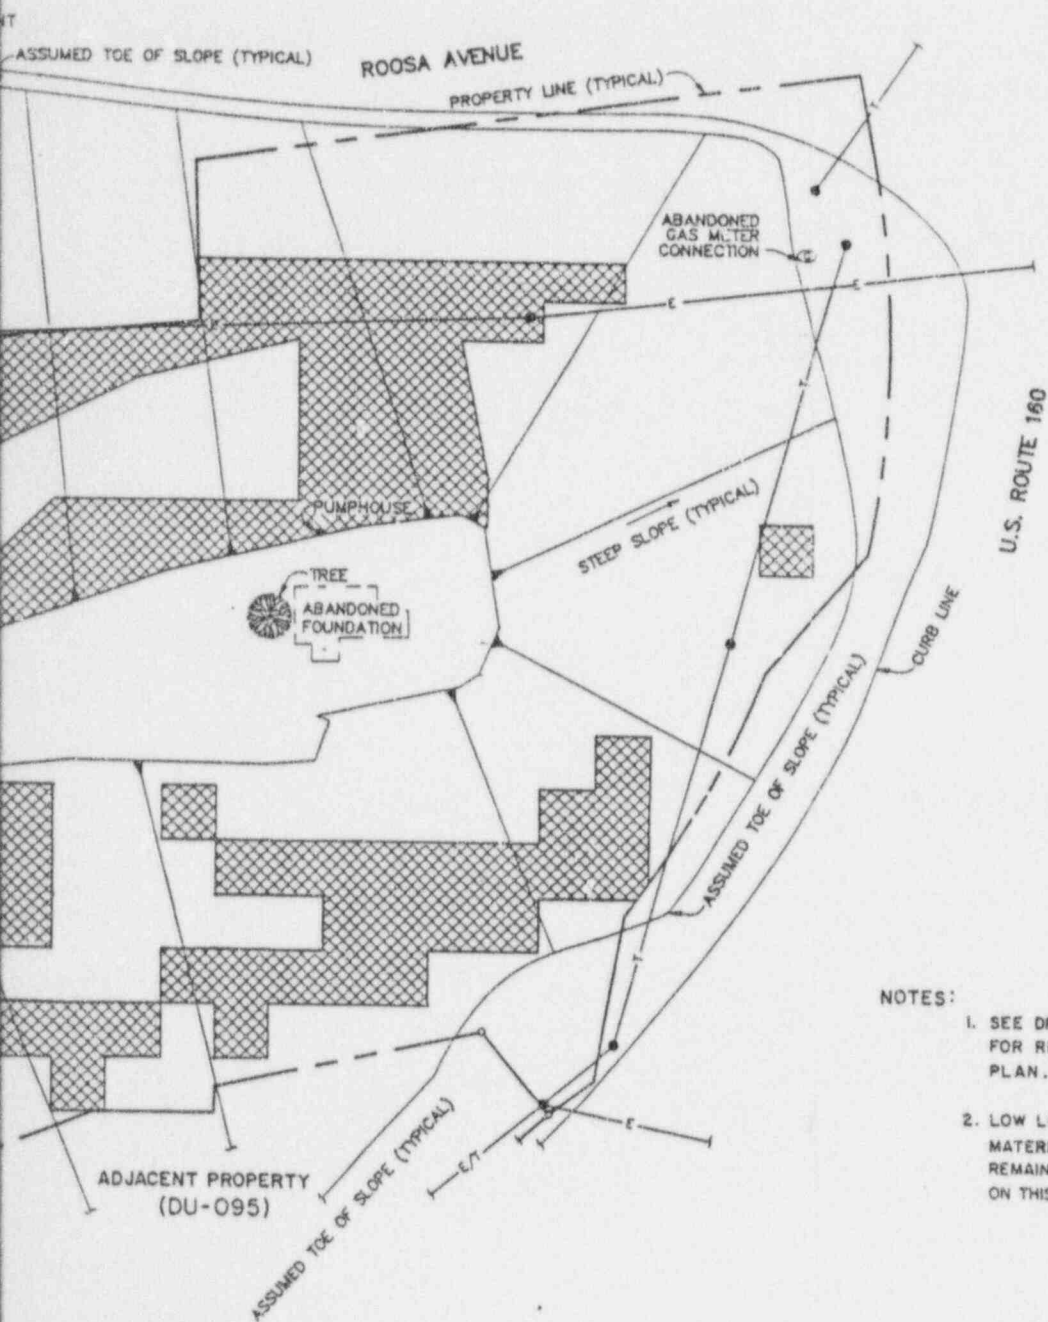 NT
ASSUMED TOE OF SLOPE (TYPICAL)
ROOSA AVENUE
PROPERTY LINE (TYPICAL)
T
ABANDONED
GAS METER
CONNECTION
G
E
E
E
T
U.S. ROUTE 160
PUMPHOUSE
STEEP SLOPE (TYPICAL)
TREE
ABANDONED
FOUNDATION
CURB LINE
ASSUMED TOE OF SLOPE (TYPICAL)
T
NOTES:
1. SEE
FOR
PLAN.
2. LOW
ON THIS
E
E/T
ADJACENT PROPERTY
(DU-095)
ASSUMED TOE OF SLOPE (TYPICAL)